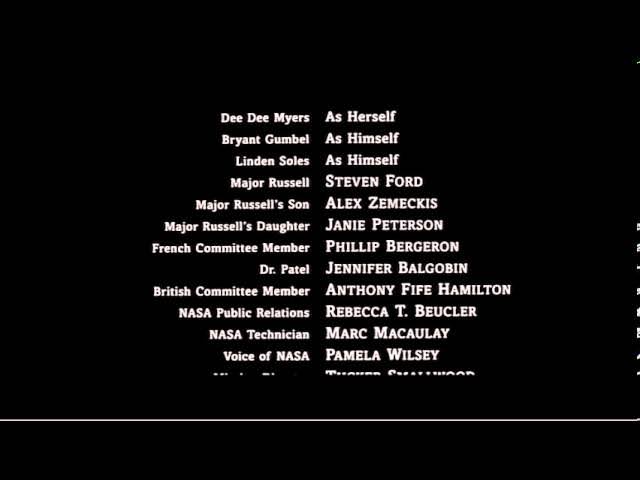 Dee Dee Myers As Herself
Bryant Gumbel As Himself
Linden Soles As Himself
Major Russell STEVEN FORD
Major Russell's Son ALEX ZEMECKIS
Major Russell's Daughter JANIE PETERSON
French Committee Member PHILLIP BERGERON
Dr. Patel JENNIFER BALGOBIN
British Committee Member ANTHONY FIFE HAMILTON
NASA Public Relations REBECCA T. BEUCLER
NASA Technician MARC MACAULAY
Voice of NASA PAMELA WILSEY
TUCKER SMALLWOOD